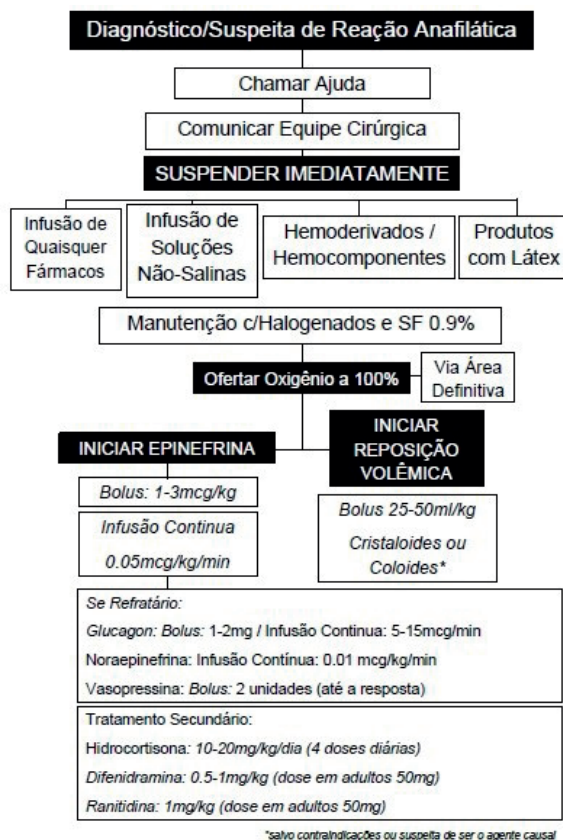 Diagnóstico/Suspeita de Reação Anafilática
Chamar Ajuda
Comunicar Equipe Cirúrgica
SUSPENDER IMEDIATAMENTE
Infusão de
Quaisquer
Fármacos
Infusão de
Soluções
Não-Salinas
Hemoderivados /
Hemocomponentes
Produtos
com Látex
Manutenção c/Halogenados e SF 0.9%
Ofertar Oxigênio a 100%
Via Área
Definitiva
INICIAR EPINEFRINA
Bolus: 1-3mcg/kg
Infusão Continua
0.05mcg/kg/min
INICIAR
REPOSIÇÃO
VOLÊMICA
Bolus 25-50ml/kg
Cristaloides ou
Coloides*
Se Refratário:
Glucagon: Bolus: 1-2mg / Infusão Continua: 5-15mcg/min
Noraepinefrina: Infusão Contínua: 0.01 mcg/kg/min
Vasopressina: Bolus: 2 unidades (até a resposta)
Tratamento Secundário:
Hidrocortisona: 10-20mg/kg/dia (4 doses diárias)
Difenidramina: 0.5-1mg/kg (dose em adultos 50mg)
Ranitidina: 1mg/kg (dose em adultos 50mg)
*salvo contraindicações ou suspeita de ser o agente causal